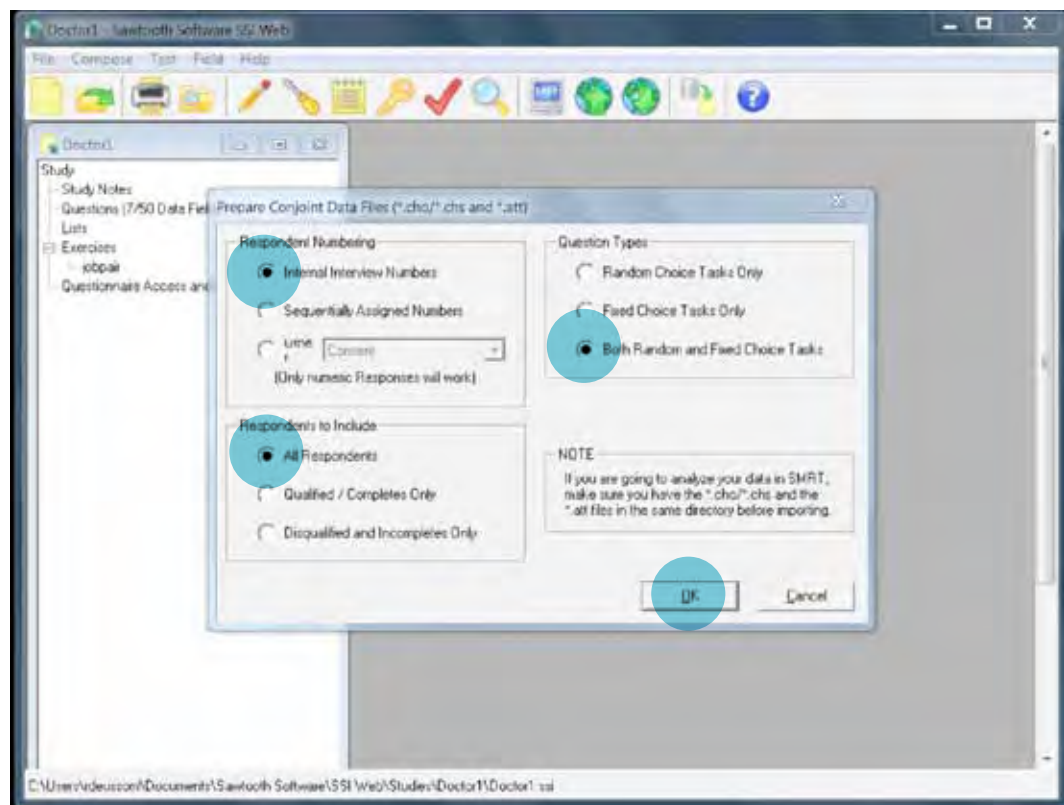 Doctor1 - Sawtooth Software SSI Web
File Compose Test Field Help
Doctor1
Study
Study Notes
Questions (7/50 Data Fiel
Lists
Exercises
jobpair
Questionnaire Access and
Prepare Conjoint Data Files (*.cho/*.chs and *.att)
Respondent Numbering
Internal Interview Numbers
Sequentially Assigned Numbers
(Only numeric Responses will work)
Respondents to Include
All Respondents
Qualified / Completes Only
Disqualified and Incompletes Only
Question Types
Random Choice Tasks Only
Fixed Choice Tasks Only
Both Random and Fixed Choice Tasks
NOTE
If you are going to analyze your data in SMRT,
make sure you have the *.cho/*.chs and the
*.att files in the same directory before importing.
OK
Cancel
C:\Users\rdeusson\Documents\Sawtooth Software\SSI Web\Studies\Doctor1\Doctor1.ssi